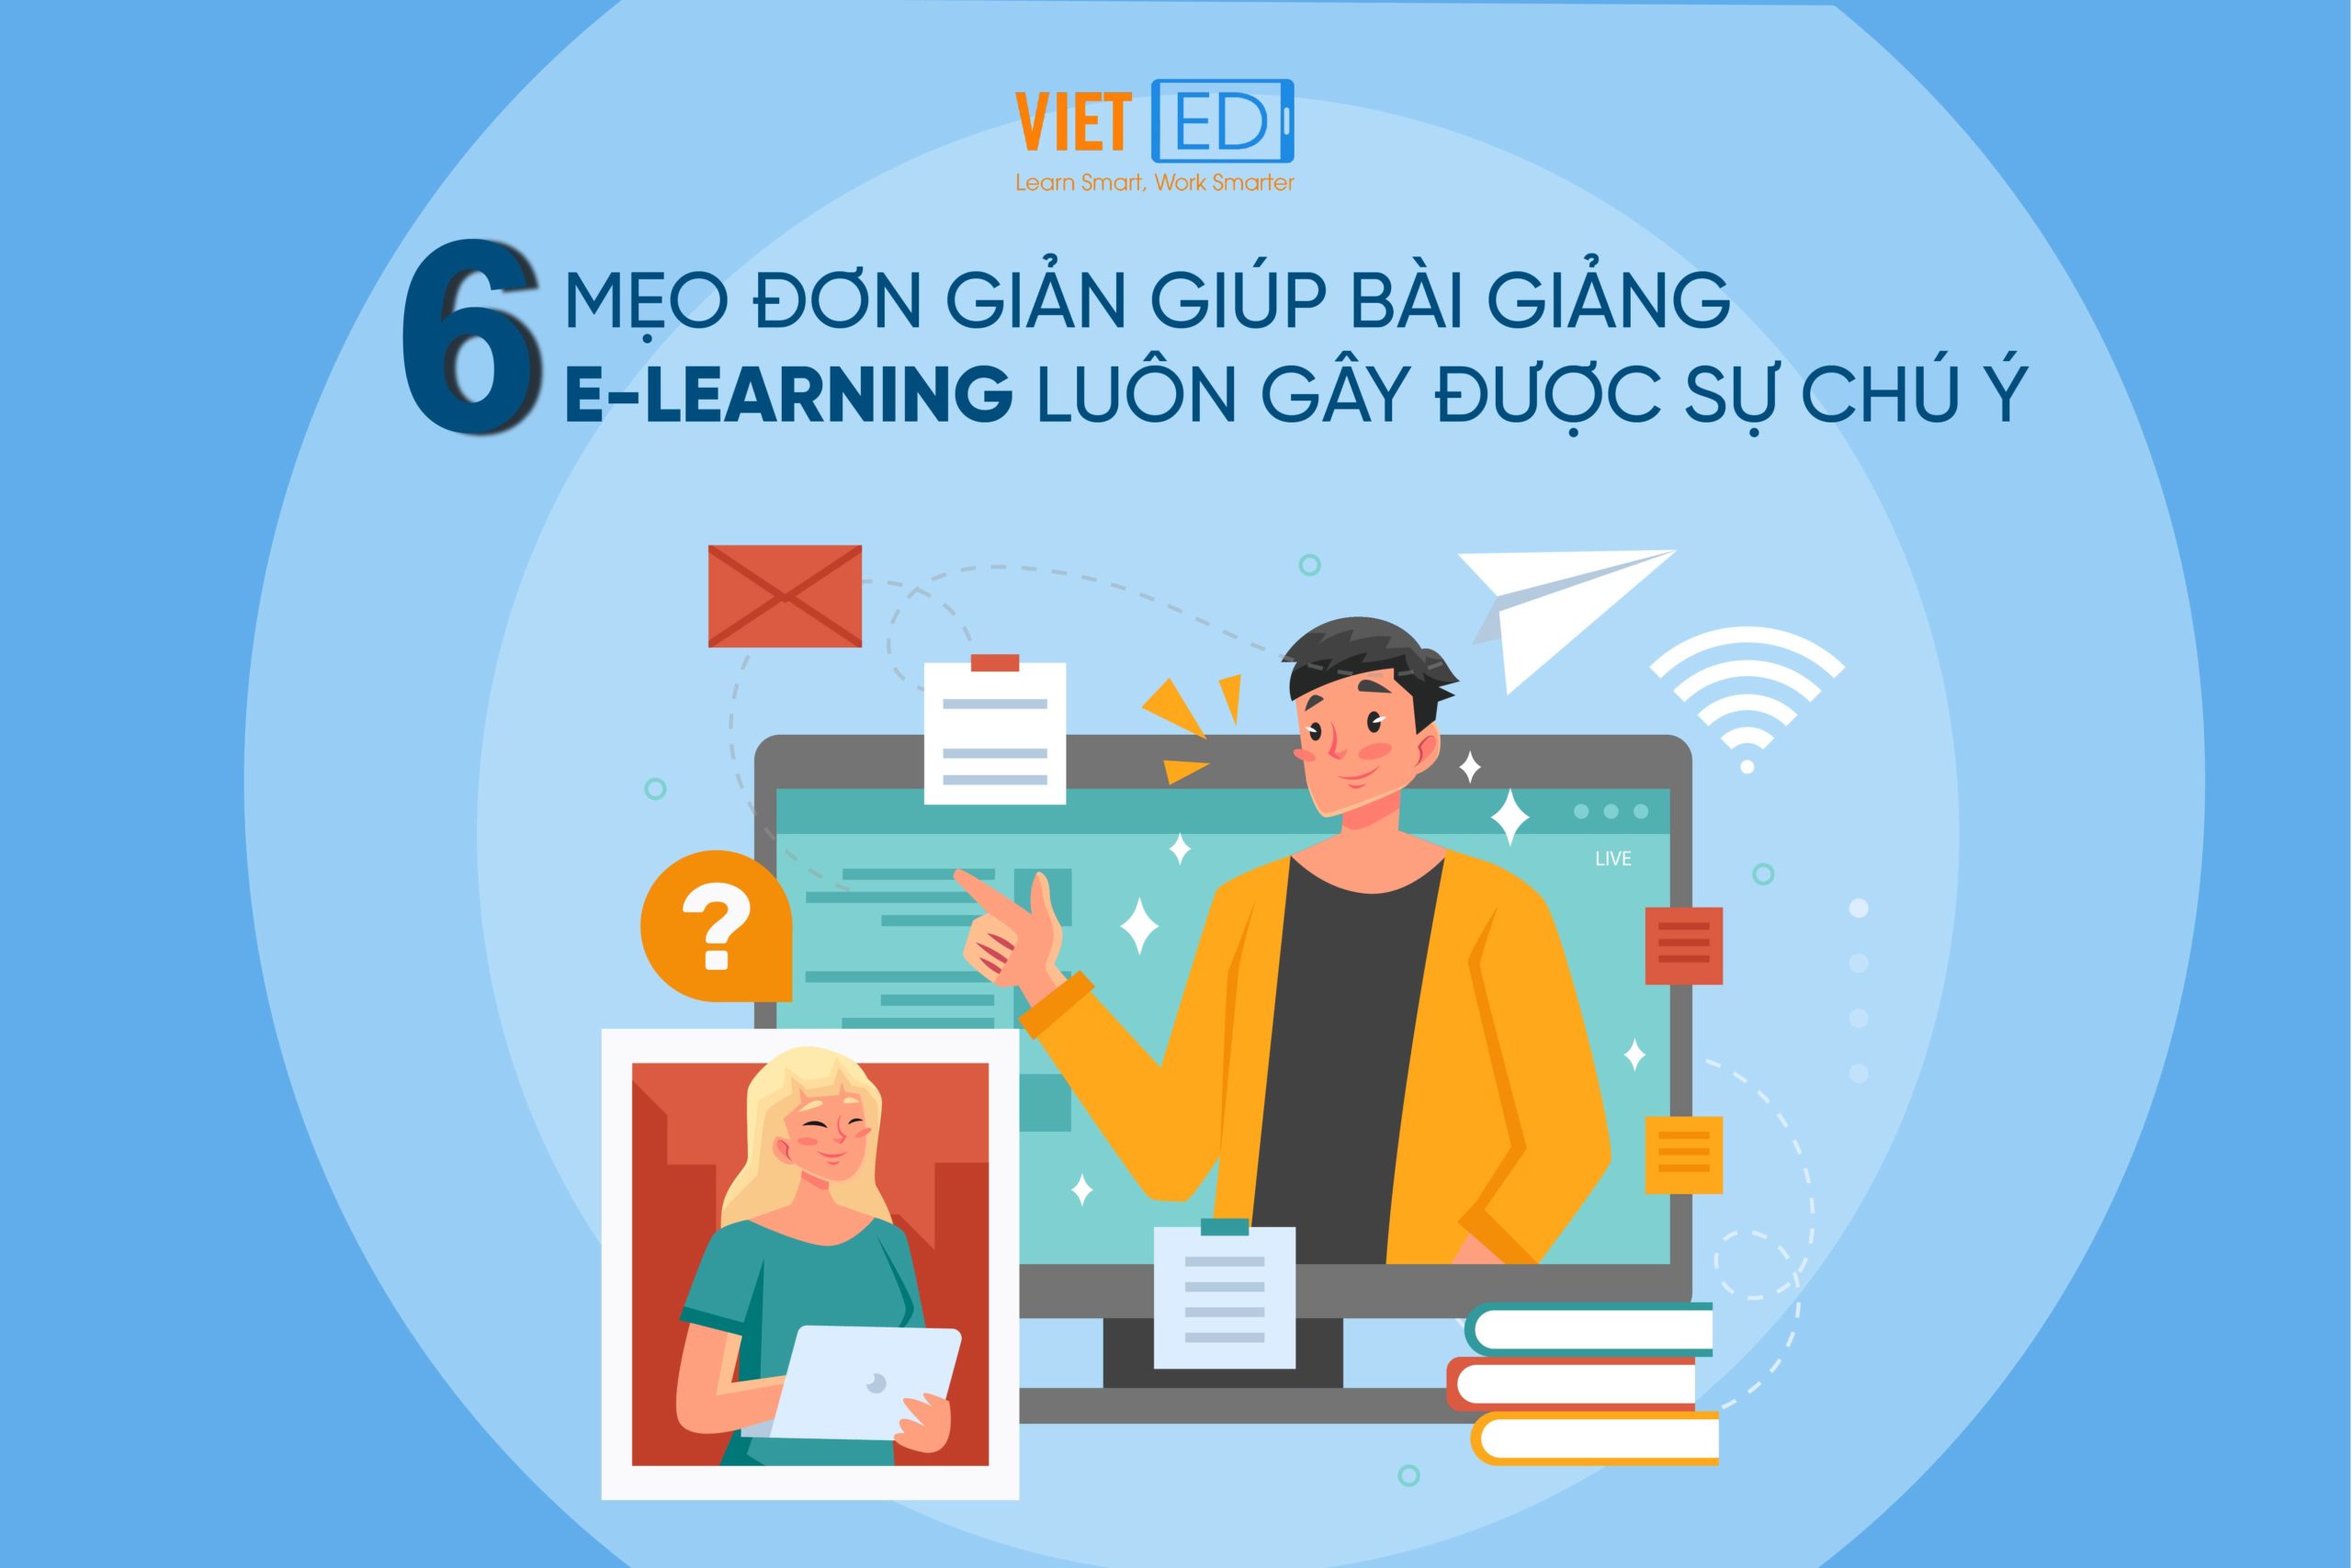 VIET ED
Learn Smart, Work Smarter
6 MẸO ĐƠN GIẢN GIÚP BÀI GIẢNG
E-LEARNING LUÔN GÂY ĐƯỢC SỰ CHÚ Ý
LIVE
?